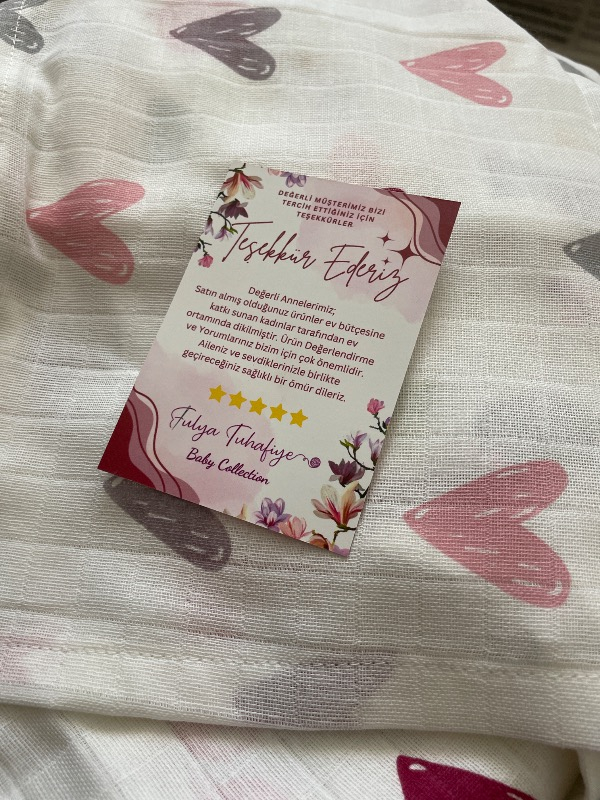 DEĞERLİ MÜŞTERİMİZ BİZİ
TERCİH ETTİĞİNİZ İÇİN
TEŞEKKÜRLER
Teşekkür Ederiz
Değerli Annelerimiz;
Satın almış olduğunuz ürünler ev bütçesine
katkı sunan kadınlar tarafından ev
ortamında dikilmiştir. Ürün Değerlendirme
ve Yorumlarınız bizim için çok önemlidir.
Aileniz ve sevdiklerinizle birlikte
geçireceğiniz sağlıklı bir ömür dileriz.
Fulya Tuhafiye
Baby Collection